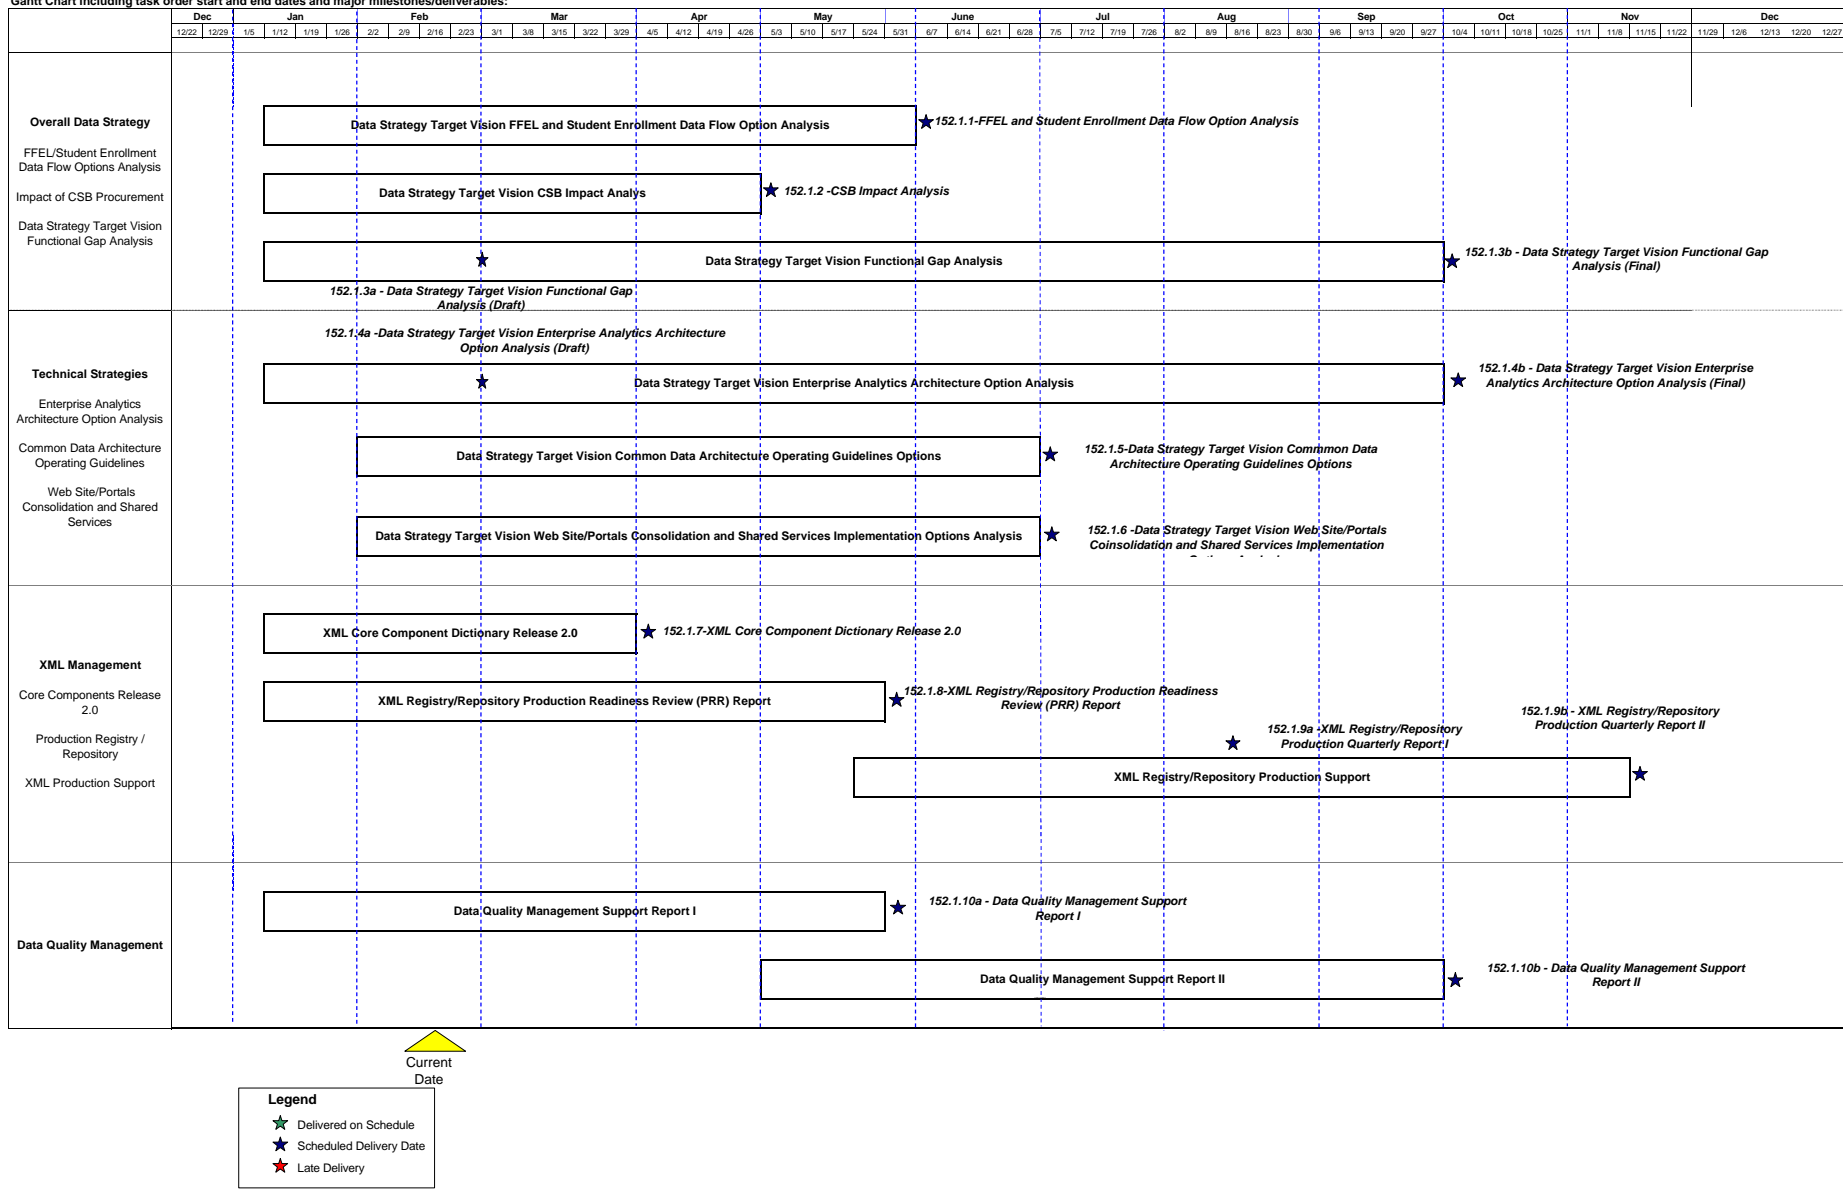 Gantt Chart including task order start and end dates and major milestones/deliverables:
Dec Jan Feb Mar Apr May June Jul Aug Sep Oct Nov Dec
12/22 12/29 1/5 1/12 1/19 1/26 2/2 2/9 2/16 2/23 3/1 3/8 3/15 3/22 3/29 4/5 4/12 4/19 4/26 5/3 5/10 5/17 5/24 5/31 6/7 6/14 6/21 6/28 7/5 7/12 7/19 7/26 8/2 8/9 8/16 8/23 8/30 9/6 9/13 9/20 9/27 10/4 10/11 10/18 10/25 11/1 11/8 11/15 11/22 11/29 12/6 12/13 12/20 12/27
Overall Data Strategy
FFEL/Student Enrollment
Data Flow Options Analysis
Impact of CSB Procurement
Data Strategy Target Vision
Functional Gap Analysis
Data Strategy Target Vision FFEL and Student Enrollment Data Flow Option Analysis
152.1.1-FFEL and Student Enrollment Data Flow Option Analysis
Data Strategy Target Vision CSB Impact Analys
152.1.2 -CSB Impact Analysis
Data Strategy Target Vision Functional Gap Analysis
152.1.3b - Data Strategy Target Vision Functional Gap
Analysis (Final)
152.1.3a - Data Strategy Target Vision Functional Gap
Analysis (Draft)
Technical Strategies
Enterprise Analytics
Architecture Option Analysis
Common Data Architecture
Operating Guidelines
Web Site/Portals
Consolidation and Shared
Services
152.1.4a -Data Strategy Target Vision Enterprise Analytics Architecture
Option Analysis (Draft)
Data Strategy Target Vision Enterprise Analytics Architecture Option Analysis
152.1.4b - Data Strategy Target Vision Enterprise
Analytics Architecture Option Analysis (Final)
Data Strategy Target Vision Common Data Architecture Operating Guidelines Options
152.1.5-Data Strategy Target Vision Commmon Data
Architecture Operating Guidelines Options
Data Strategy Target Vision Web Site/Portals Consolidation and Shared Services Implementation Options Analysis
152.1.6 -Data Strategy Target Vision Web Site/Portals
Coinsolidation and Shared Services Implementation
XML Management
Core Components Release
2.0
Production Registry /
Repository
XML Production Support
XML Core Component Dictionary Release 2.0
152.1.7-XML Core Component Dictionary Release 2.0
XML Registry/Repository Production Readiness Review (PRR) Report
152.1.8-XML Registry/Repository Production Readiness
Review (PRR) Report
152.1.9a -XML Registry/Repository
Production Quarterly Report I
152.1.9b - XML Registry/Repository
Production Quarterly Report II
XML Registry/Repository Production Support
Data Quality Management
Data Quality Management Support Report I
152.1.10a - Data Quality Management Support
Report I
Data Quality Management Support Report II
152.1.10b - Data Quality Management Support
Report II
Current
Date
Legend
Delivered on Schedule
Scheduled Delivery Date
Late Delivery